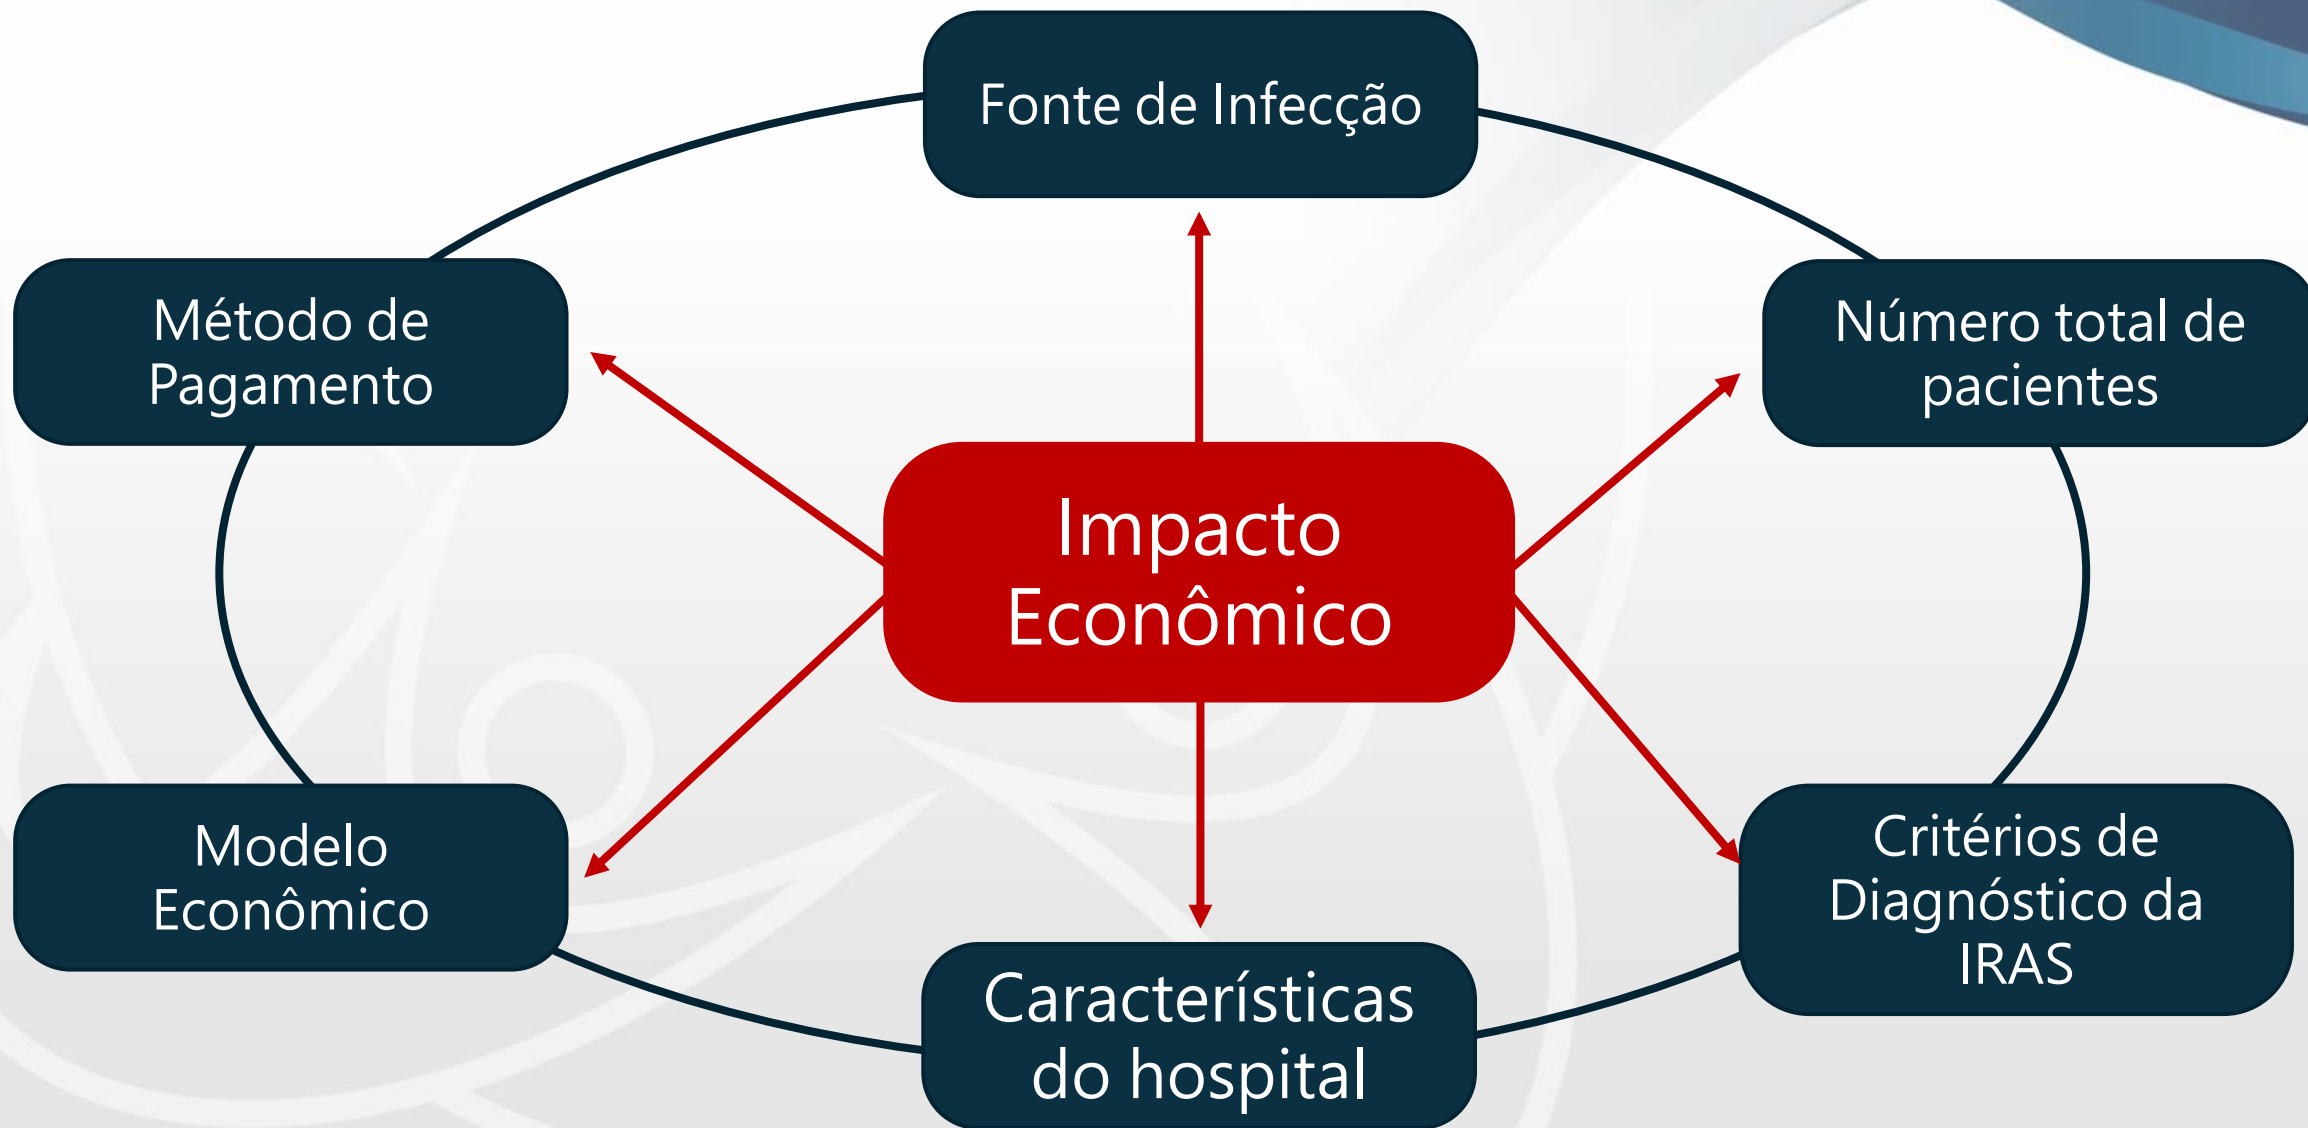 Fonte de Infecção
Método de
Pagamento
Número total de
pacientes
Impacto
Econômico
Modelo
Econômico
Critérios de
Diagnóstico da
IRAS
Características
do hospital